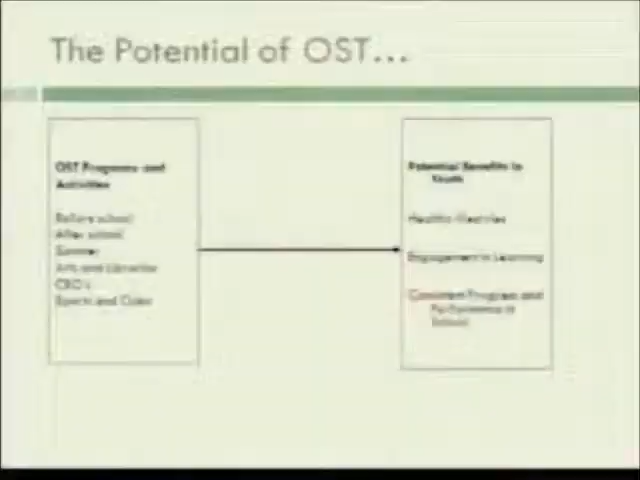 The Potential of OST...
OST Programs and
Activities
Before school
After school
Summer
Arts and Libraries
CBO's
Sports and Clubs
Potential Benefits to
Youth
Healthy lifestyles
Engagement in Learning
Consistent Progress and
Performance in
School